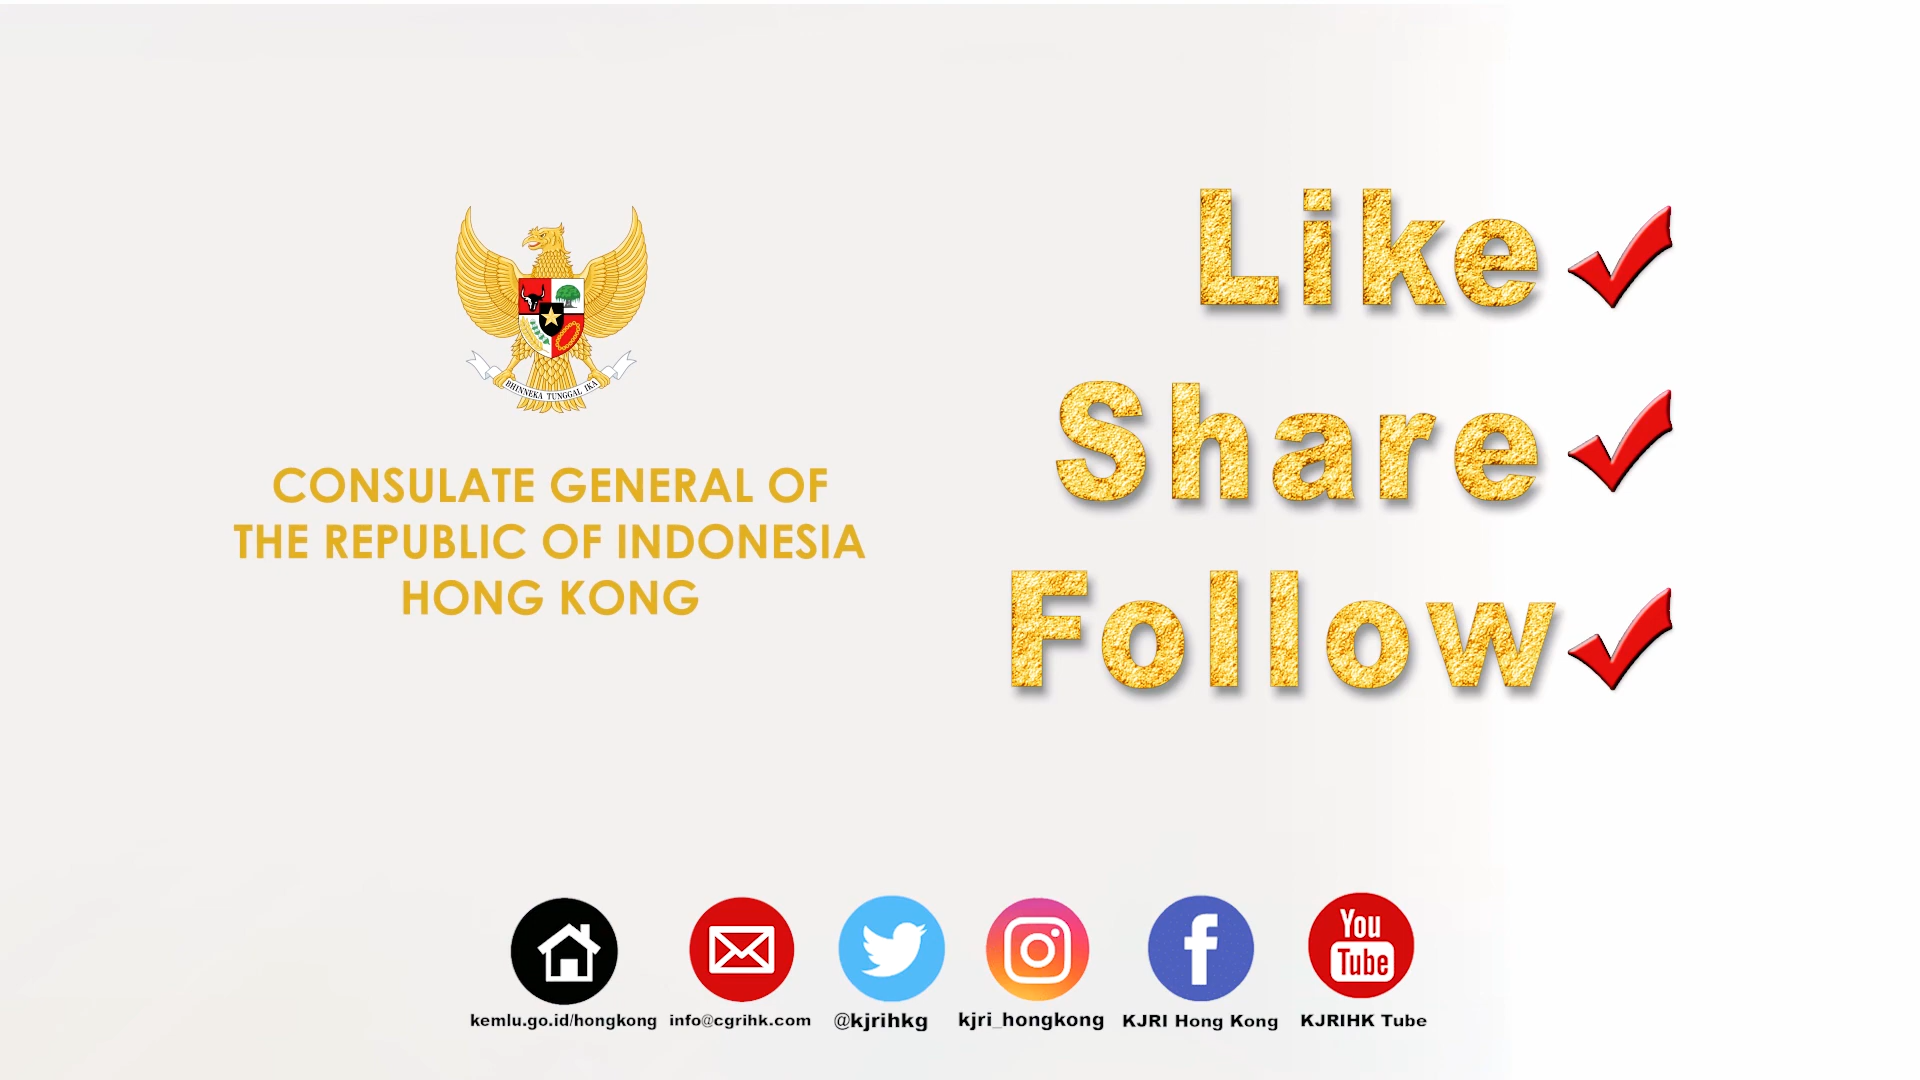 BHINNEKA TUNGGAL IKA
CONSULATE GENERAL OF
THE REPUBLIC OF INDONESIA
HONG KONG
Like
Share
Follow
You
Tube
kemlu.go.id/hongkong info@cgrihk.com @kjrihkg kjri_hongkong KJRI Hong Kong KJRIHK Tube